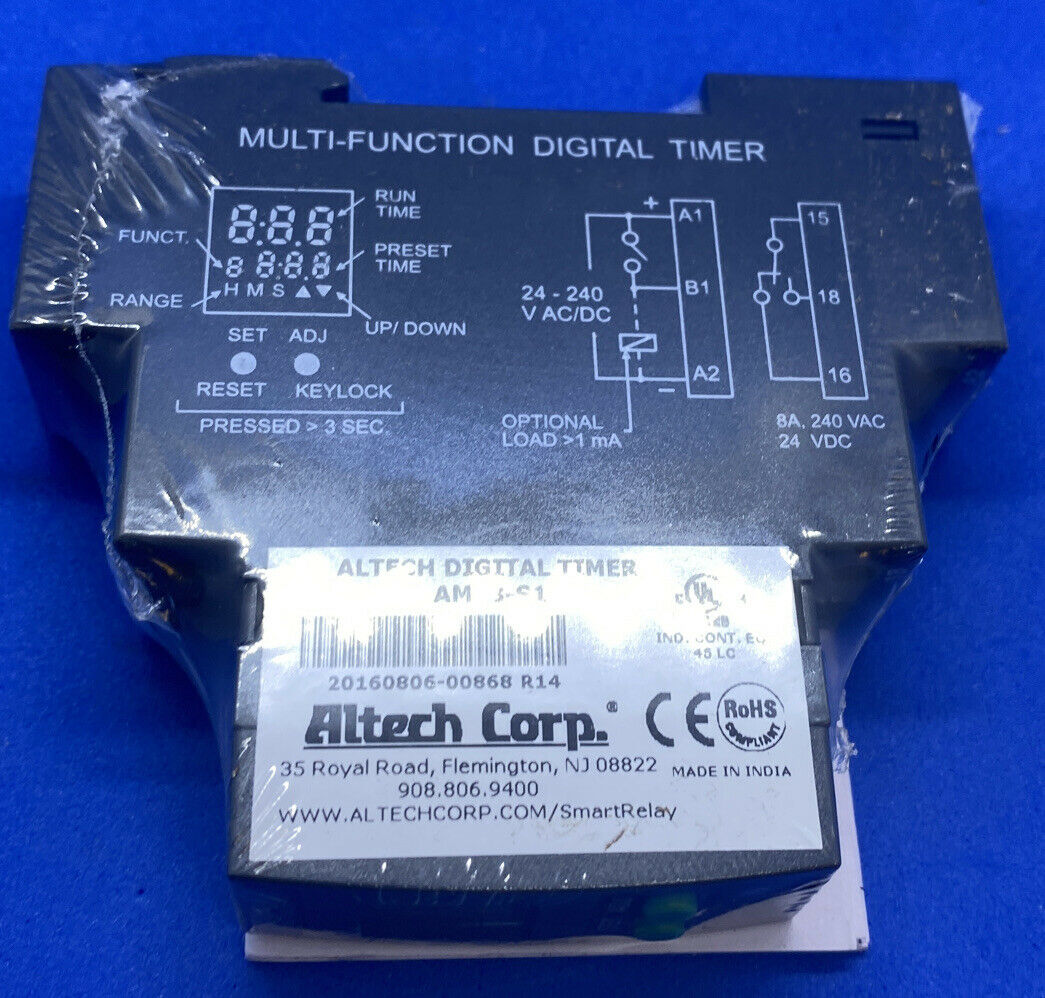 MULTI-FUNCTION DIGITAL TIMER
RUN
TIME
FUNCT.
PRESET
TIME
RANGE
H M S ▲▼
UP/ DOWN
SET ADJ
RESET KEYLOCK
PRESSED > 3 SEC.
+ A1
24 - 240
V AC/DC
B1
A2
–
OPTIONAL
LOAD >1 mA
15
18
16
8A, 240 VAC
24 VDC
ALTECH DIGITAL TIMER
UL
IND. CONT. EQ
46 LC
20160806-00868 R14
Altech Corp.®
CE
RoHS
COMPLIANT
35 Royal Road, Flemington, NJ 08822
MADE IN INDIA
908.806.9400
WWW.ALTECHCORP.COM/SmartRelay